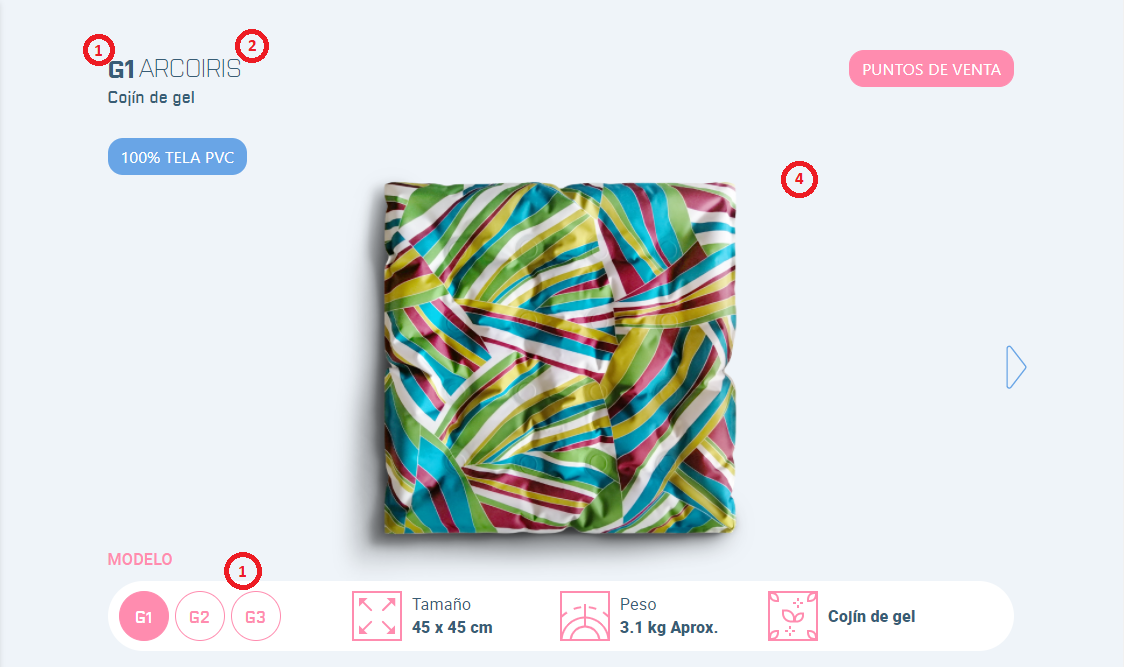 1
2
G1 ARCOIRIS
PUNTOS DE VENTA
Cojín de gel
100% TELA PVC
4
MODELO
1
G1
G2
G3
Tamaño
45 x 45 cm
Peso
3.1 kg Aprox.
Cojín de gel